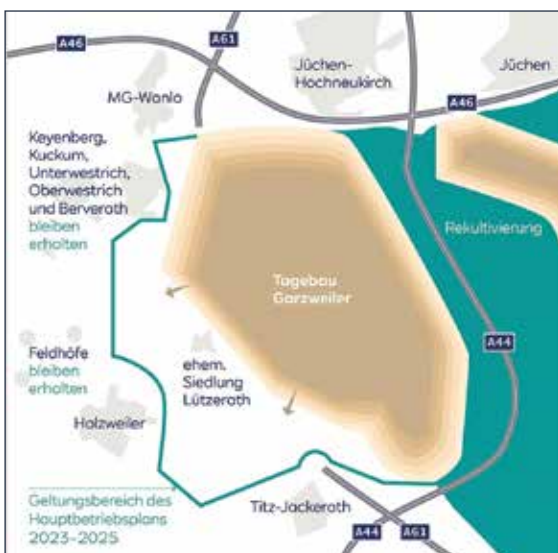 A46
A61
Jüchen-
Hochneukirch
Jüchen
MG-Wanlo
A46
Keyenberg,
Kuckum,
Unterwestrich,
Oberwestrich
und Berverath
bleiben
erhalten
Rekultivierung
Tagebau
Garzweiler
A44
Feldhöfe
bleiben
erhalten
ehem.
Siedlung
Lützerath
Holzweiler
Geltungsbereich des
Hauptbetriebsplans
2023–2025
Titz-Jackerath
A44
A61